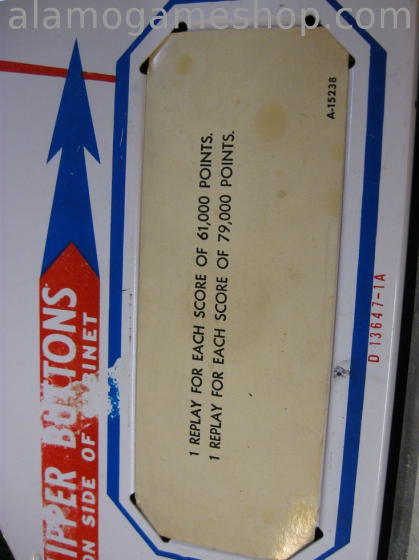 alamogameshop.com
1 REPLAY FOR EACH SCORE OF 61,000 POINTS.
1 REPLAY FOR EACH SCORE OF 79,000 POINTS.
A-15238
D 13647-1A
BUTTONS
SIDE OF